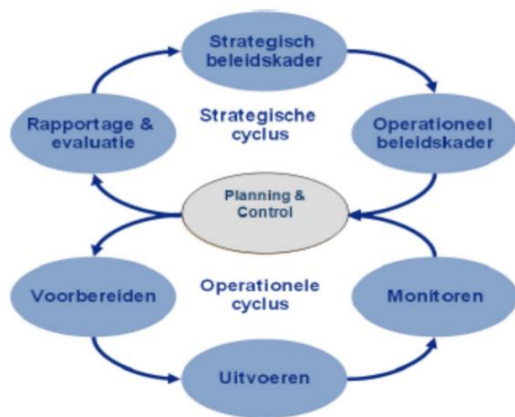 Strategisch
beleidskader
Rapportage &
evaluatie
Strategische
cyclus
Operationeel
beleidskader
Planning &
Control
Voorbereiden
Operationele
cyclus
Monitoren
Uitvoeren